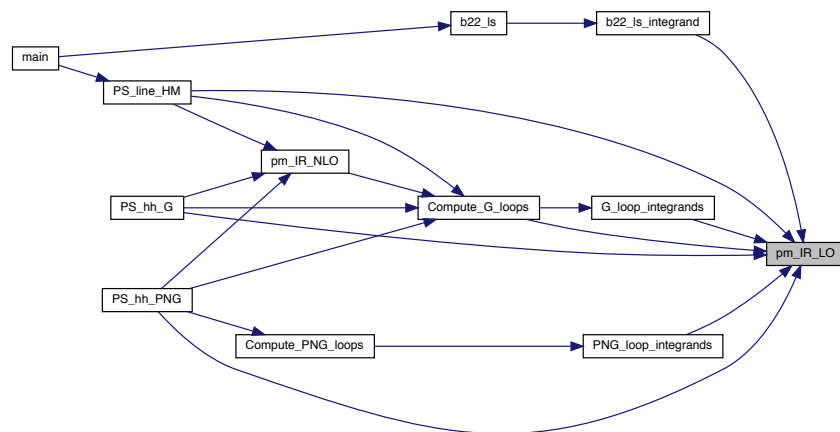 b22_ls
b22_ls_integrand
main
PS_line_HM
pm_IR_NLO
PS_hh_G
Compute_G_loops
G_loop_integrands
pm_IR_LO
PS_hh_PNG
Compute_PNG_loops
PNG_loop_integrands